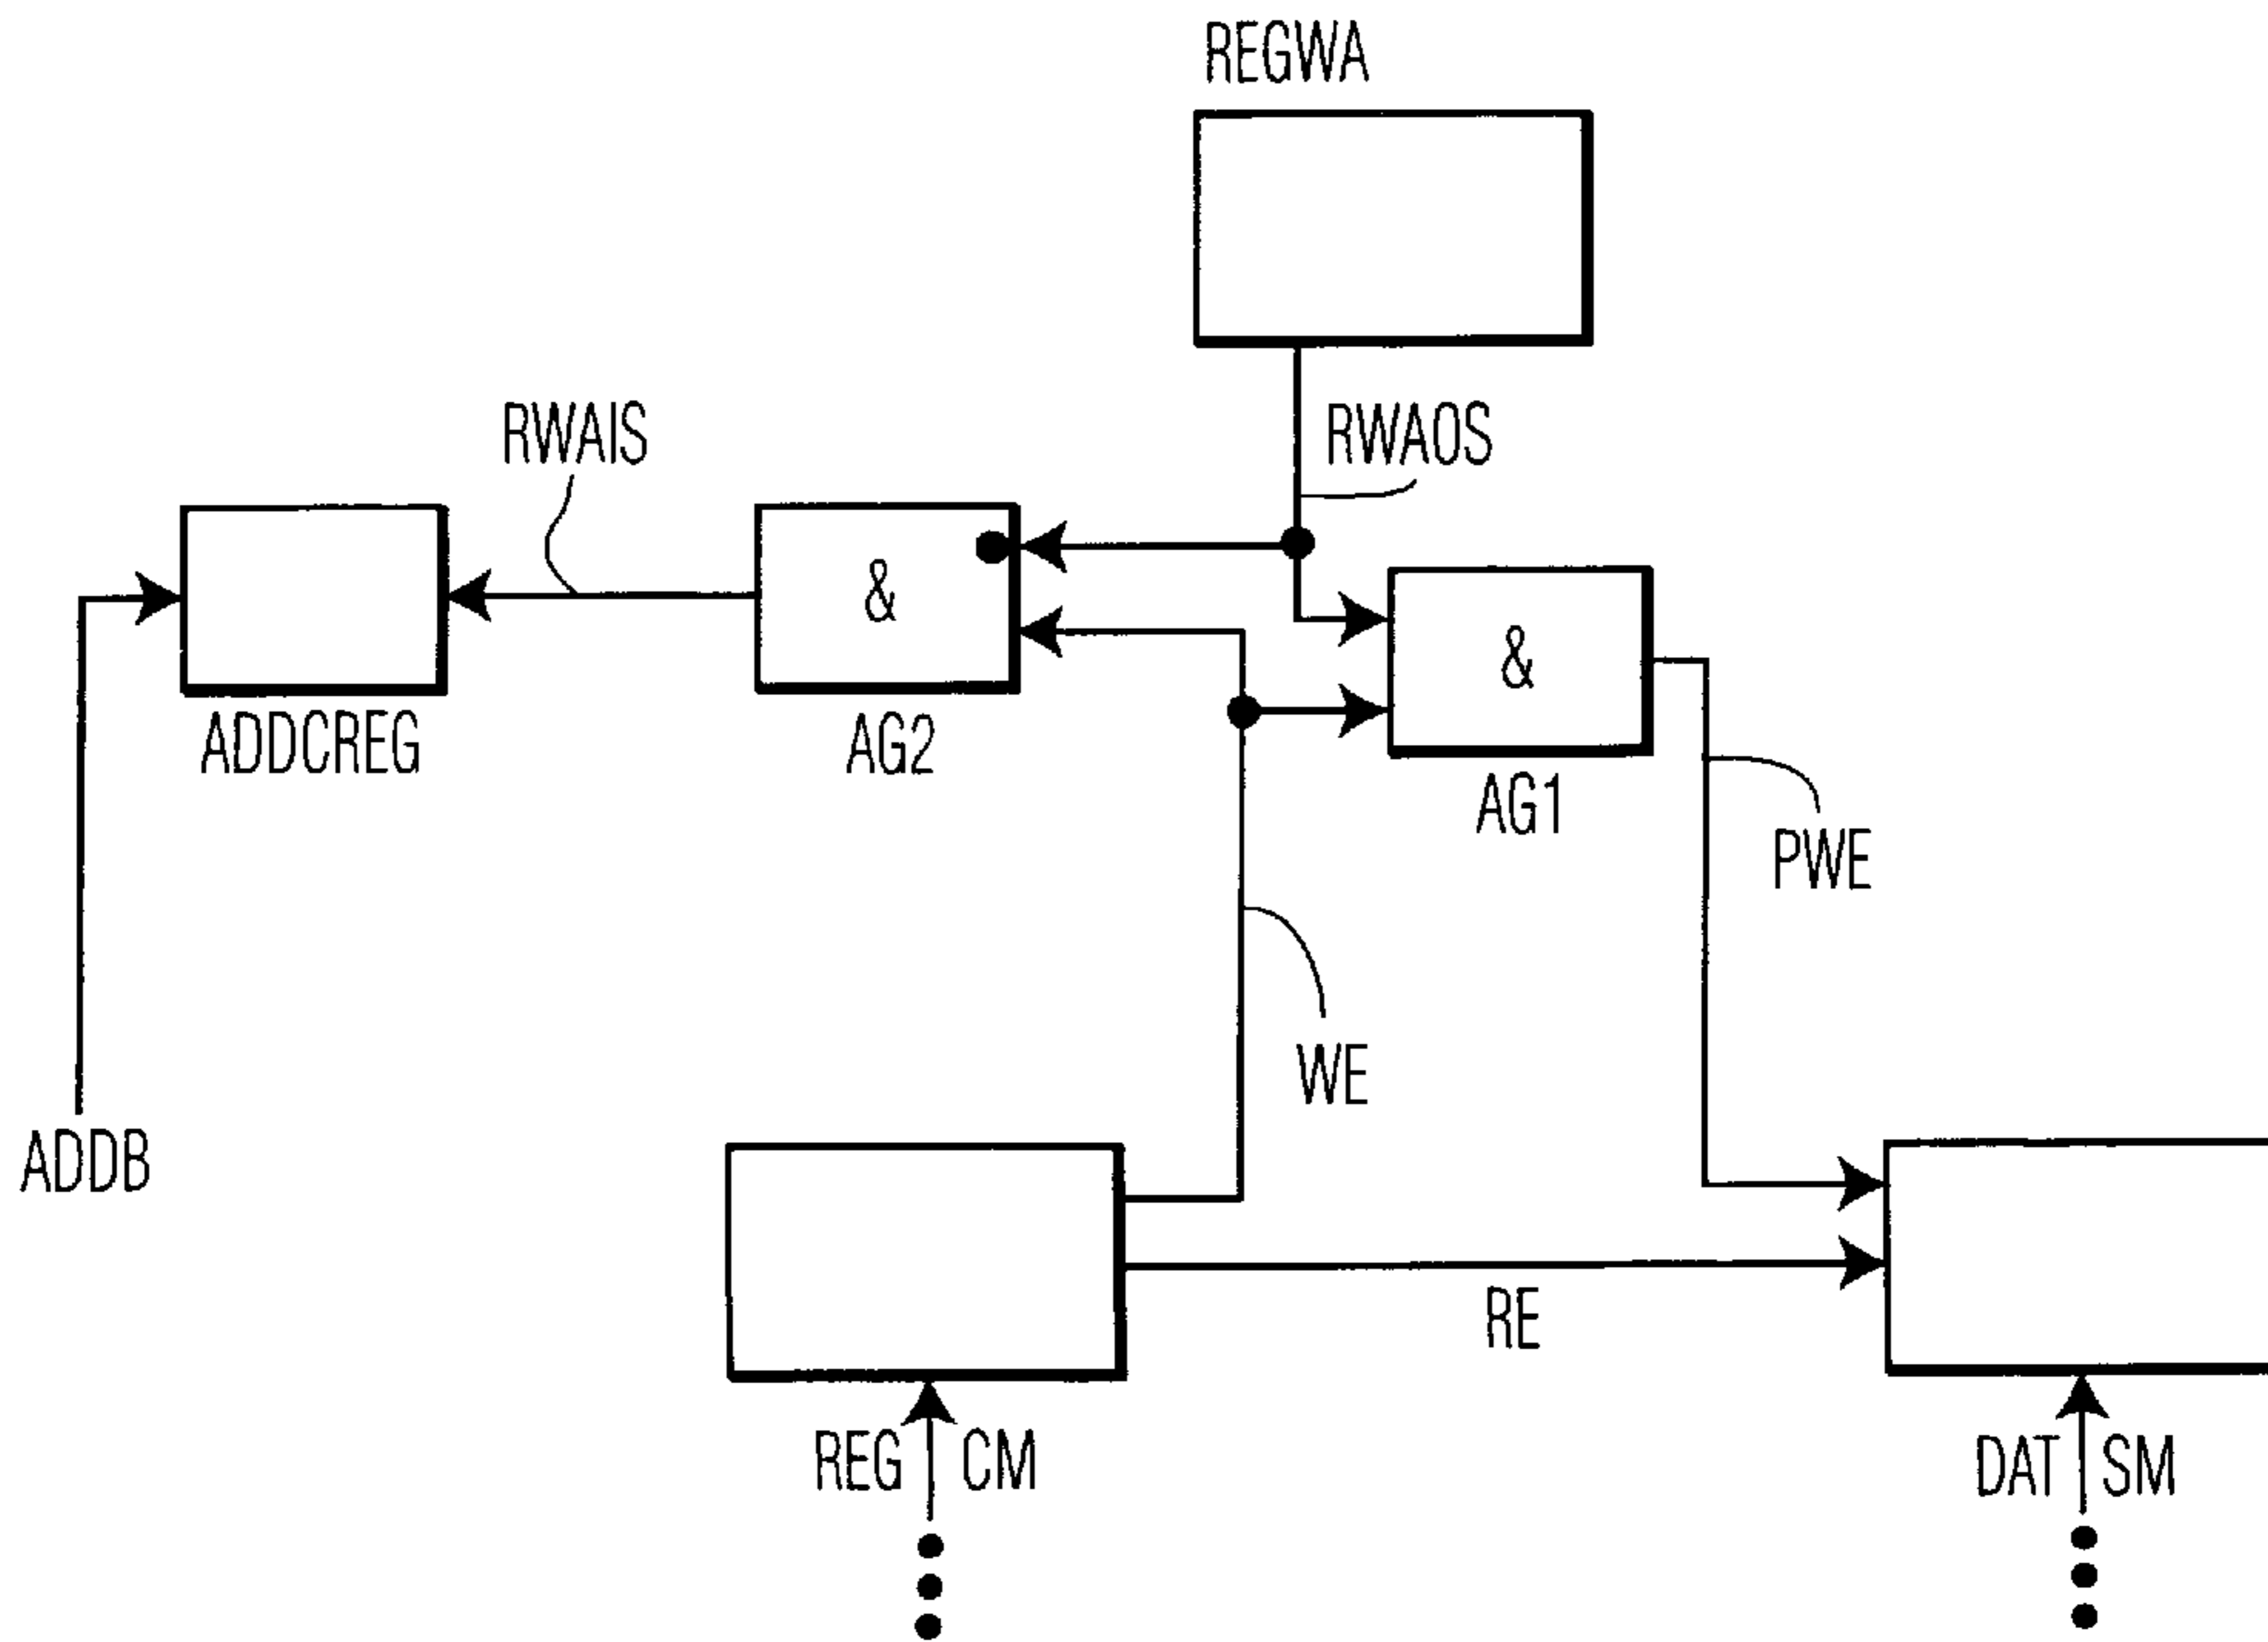 REGWA
RWAIS
RWAOS
&
&
ADDCREG
AG2
AG1
PWE
WE
ADDB
RE
REG CM
DAT SM